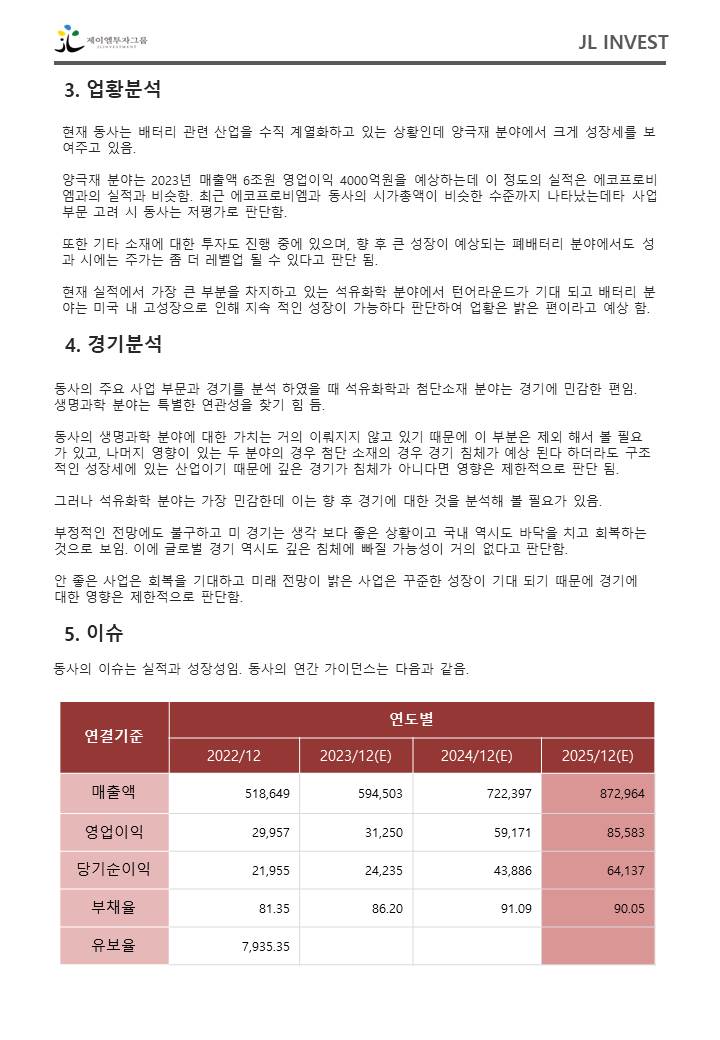 제이엘투자그룹
JLINVESTMENT
JL INVEST
3. 업황분석
현재 동사는 배터리 관련 산업을 수직 계열화하고 있는 상황인데 양극재 분야에서 크게 성장세를 보
여주고 있음.
양극재 분야는 2023년 매출액 6조원 영업이익 4000억원을 예상하는데 이 정도의 실적은 에코프로비
엠과의 실적과 비슷함. 최근 에코프로비엠과 동사의 시가총액이 비슷한 수준까지 나타났는데타 사업
부문 고려 시 동사는 저평가로 판단함.
또한 기타 소재에 대한 투자도 진행 중에 있으며, 향 후 큰 성장이 예상되는 폐배터리 분야에서도 성
과 시에는 주가는 좀 더 레벨업 될 수 있다고 판단 됨.
현재 실적에서 가장 큰 부분을 차지하고 있는 석유화학 분야에서 턴어라운드가 기대 되고 배터리 분
야는 미국 내 고성장으로 인해 지속 적인 성장이 가능하다 판단하여 업황은 밝은 편이라고 예상 함.
4. 경기분석
동사의 주요 사업 부문과 경기를 분석 하였을 때 석유화학과 첨단소재 분야는 경기에 민감한 편임.
생명과학 분야는 특별한 연관성을 찾기 힘 듬.
동사의 생명과학 분야에 대한 가치는 거의 이뤄지지 않고 있기 때문에 이 부분은 제외 해서 볼 필요
가 있고, 나머지 영향이 있는 두 분야의 경우 첨단 소재의 경우 경기 침체가 예상 된다 하더라도 구조
적인 성장세에 있는 산업이기 때문에 깊은 경기가 침체가 아니다면 영향은 제한적으로 판단 됨.
그러나 석유화학 분야는 가장 민감한데 이는 향 후 경기에 대한 것을 분석해 볼 필요가 있음.
부정적인 전망에도 불구하고 미 경기는 생각 보다 좋은 상황이고 국내 역시도 바닥을 치고 회복하는
것으로 보임. 이에 글로벌 경기 역시도 깊은 침체에 빠질 가능성이 거의 없다고 판단함.
안 좋은 사업은 회복을 기대하고 미래 전망이 밝은 사업은 꾸준한 성장이 기대 되기 때문에 경기에
대한 영향은 제한적으로 판단함.
5. 이슈
동사의 이슈는 실적과 성장성임. 동사의 연간 가이던스는 다음과 같음.
연결기준 연도별
2022/12 2023/12(E) 2024/12(E) 2025/12(E)
매출액 518,649 594,503 722,397 872,964
영업이익 29,957 31,250 59,171 85,583
당기순이익 21,955 24,235 43,886 64,137
부채율 81.35 86.20 91.09 90.05
유보율 7,935.35